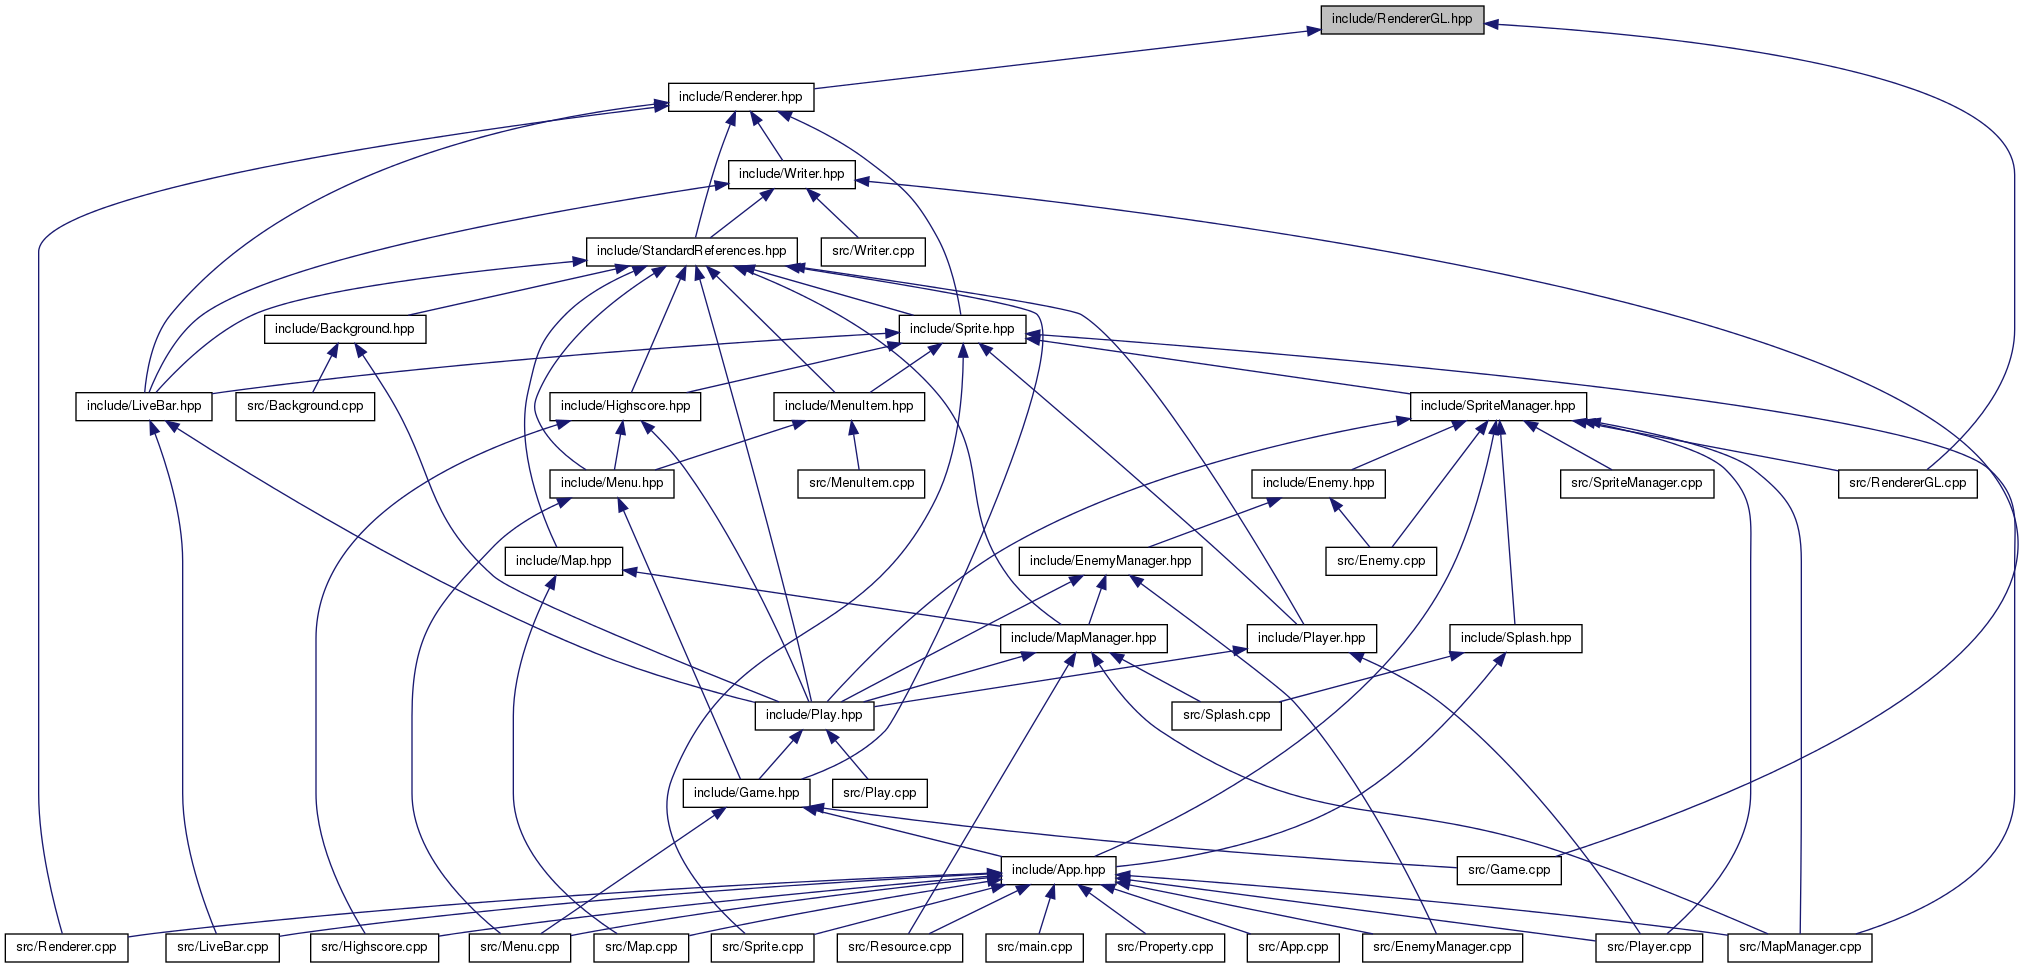 include/RendererGL.hpp
include/Renderer.hpp
include/Writer.hpp
include/StandardReferences.hpp
src/Writer.cpp
include/Background.hpp
include/Sprite.hpp
include/LiveBar.hpp
src/Background.cpp
include/Highscore.hpp
include/MenuItem.hpp
include/SpriteManager.hpp
include/Menu.hpp
src/MenuItem.cpp
include/Enemy.hpp
src/SpriteManager.cpp
src/RendererGL.cpp
include/Map.hpp
include/EnemyManager.hpp
src/Enemy.cpp
include/MapManager.hpp
include/Player.hpp
include/Splash.hpp
include/Play.hpp
src/Splash.cpp
include/Game.hpp
src/Play.cpp
include/App.hpp
src/Game.cpp
src/Renderer.cpp
src/LiveBar.cpp
src/Highscore.cpp
src/Menu.cpp
src/Map.cpp
src/Sprite.cpp
src/Resource.cpp
src/main.cpp
src/Property.cpp
src/App.cpp
src/EnemyManager.cpp
src/Player.cpp
src/MapManager.cpp